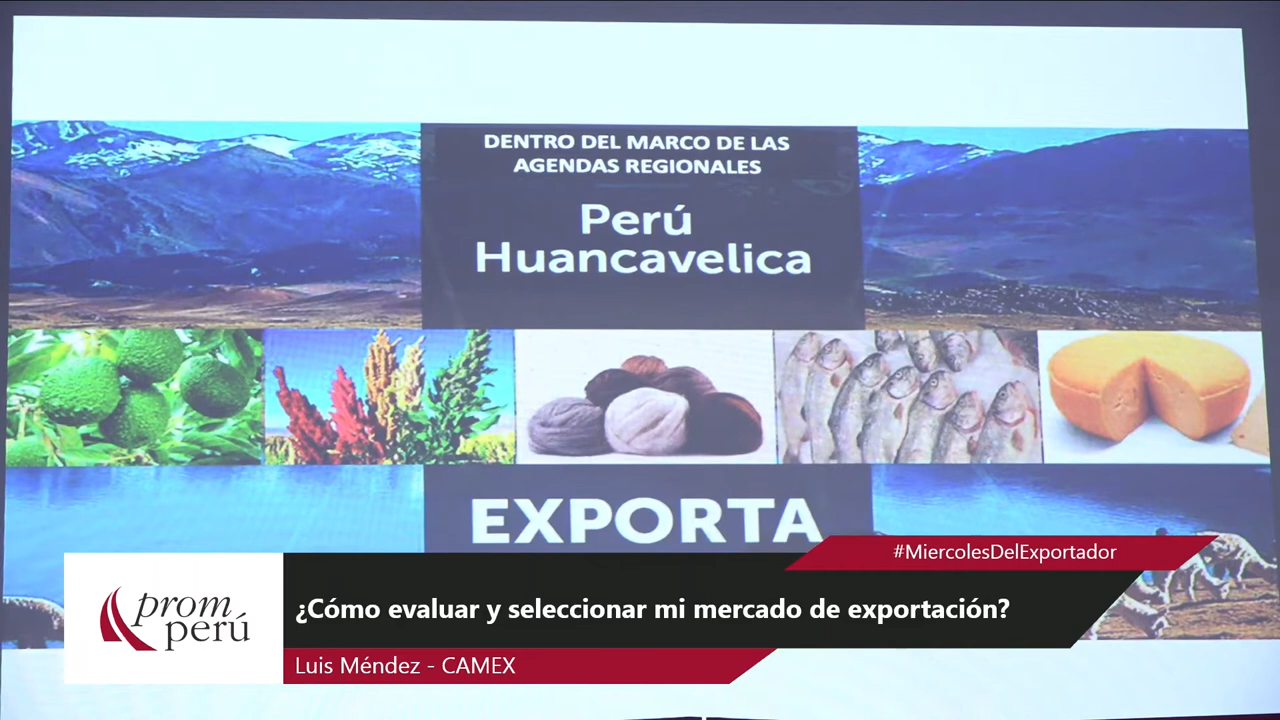 DENTRO DEL MARCO DE LAS
AGENDAS REGIONALES
Perú
Huancavelica
EXPORTA
#MiercolesDelExportador
prom
perú
¿Cómo evaluar y seleccionar mi mercado de exportación?
Luis Méndez - CAMEX